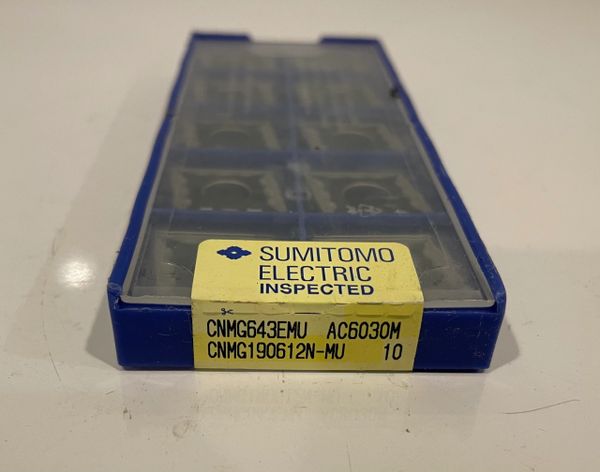 SUMITOMO
ELECTRIC
INSPECTED
CNMG643EMU AC6030M
CNMG190612N-MU 10